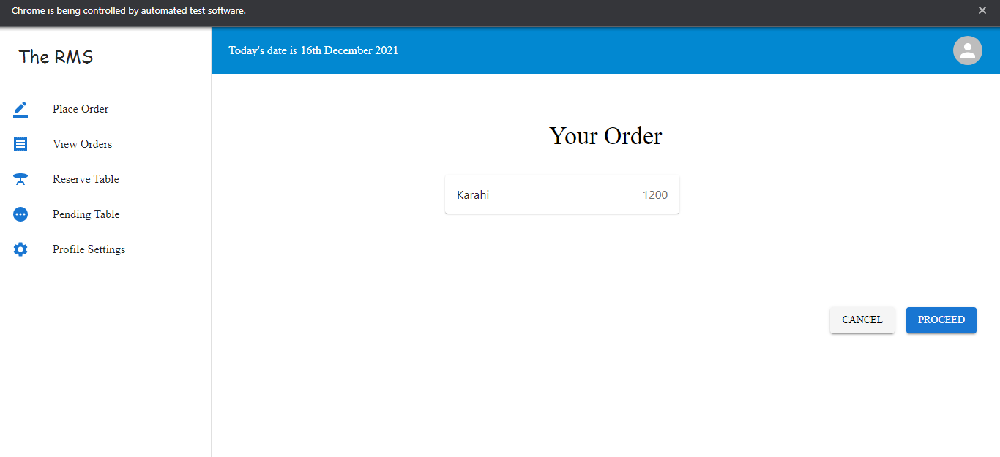 Chrome is being controlled by automated test software.
The RMS
Today's date is 16th December 2021
Place Order
View Orders
Reserve Table
Pending Table
Profile Settings
Your Order
Karahi 1200
CANCEL PROCEED